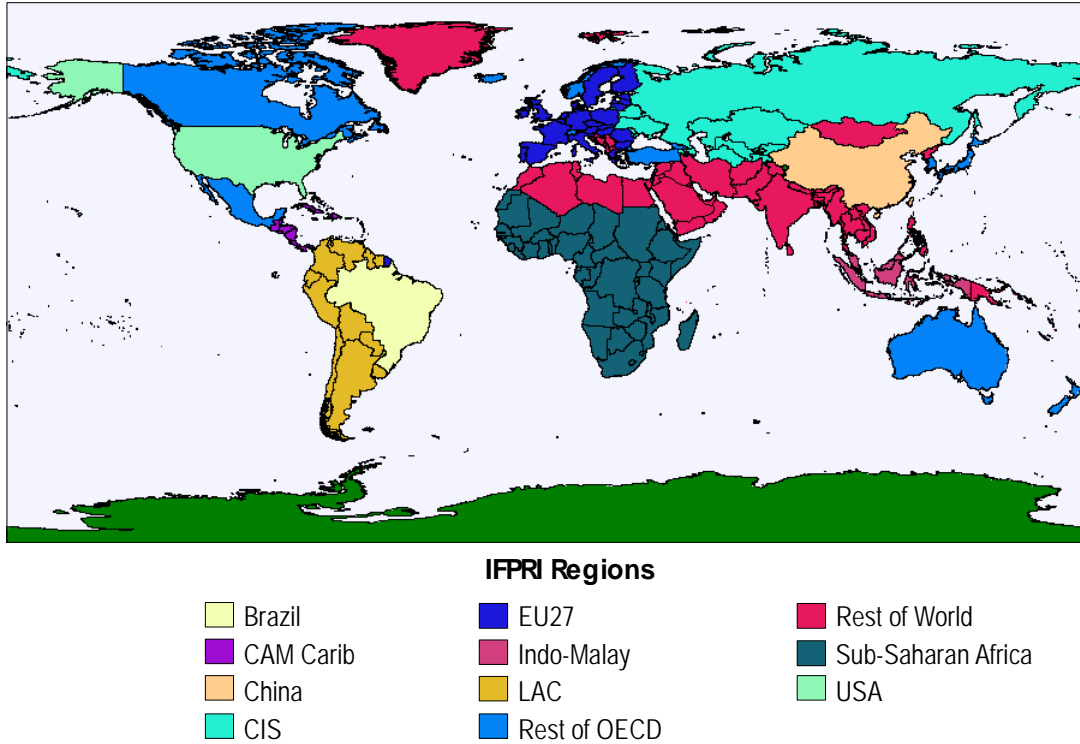 IFPRI Regions
Brazil
CAM Carib
China
CIS
EU27
Indo-Malay
LAC
Rest of OECD
Rest of World
Sub-Saharan Africa
USA